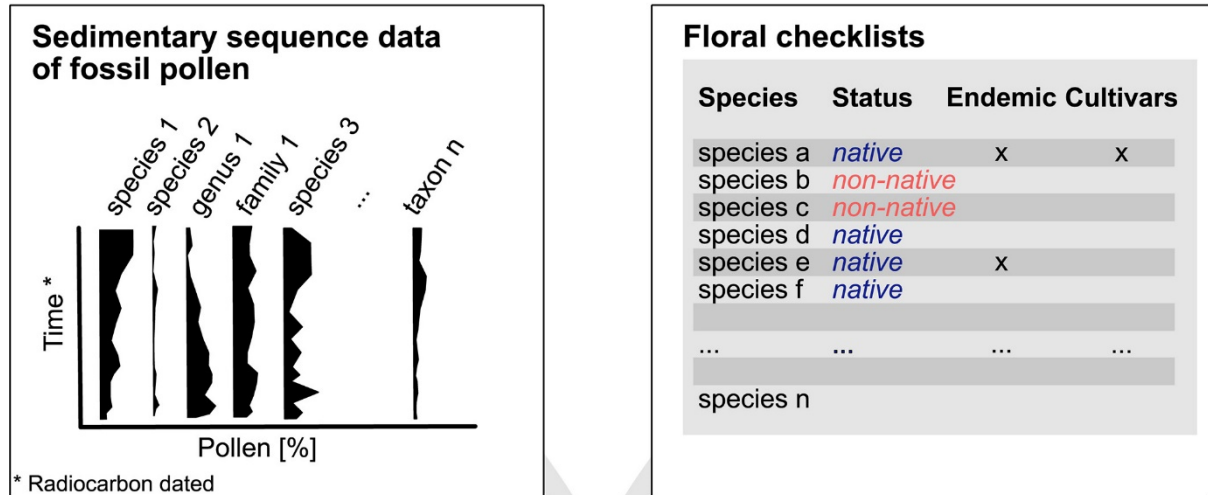 Sedimentary sequence data
of fossil pollen
species 1
species 2
genus 1
family 1
species 3
...
taxon n
Time *
Pollen [%]
* Radiocarbon dated
Floral checklists
Species Status Endemic Cultivars
species a native x x
species b non-native
species c non-native
species d native
species e native x
species f native
... ... ... ...
species n